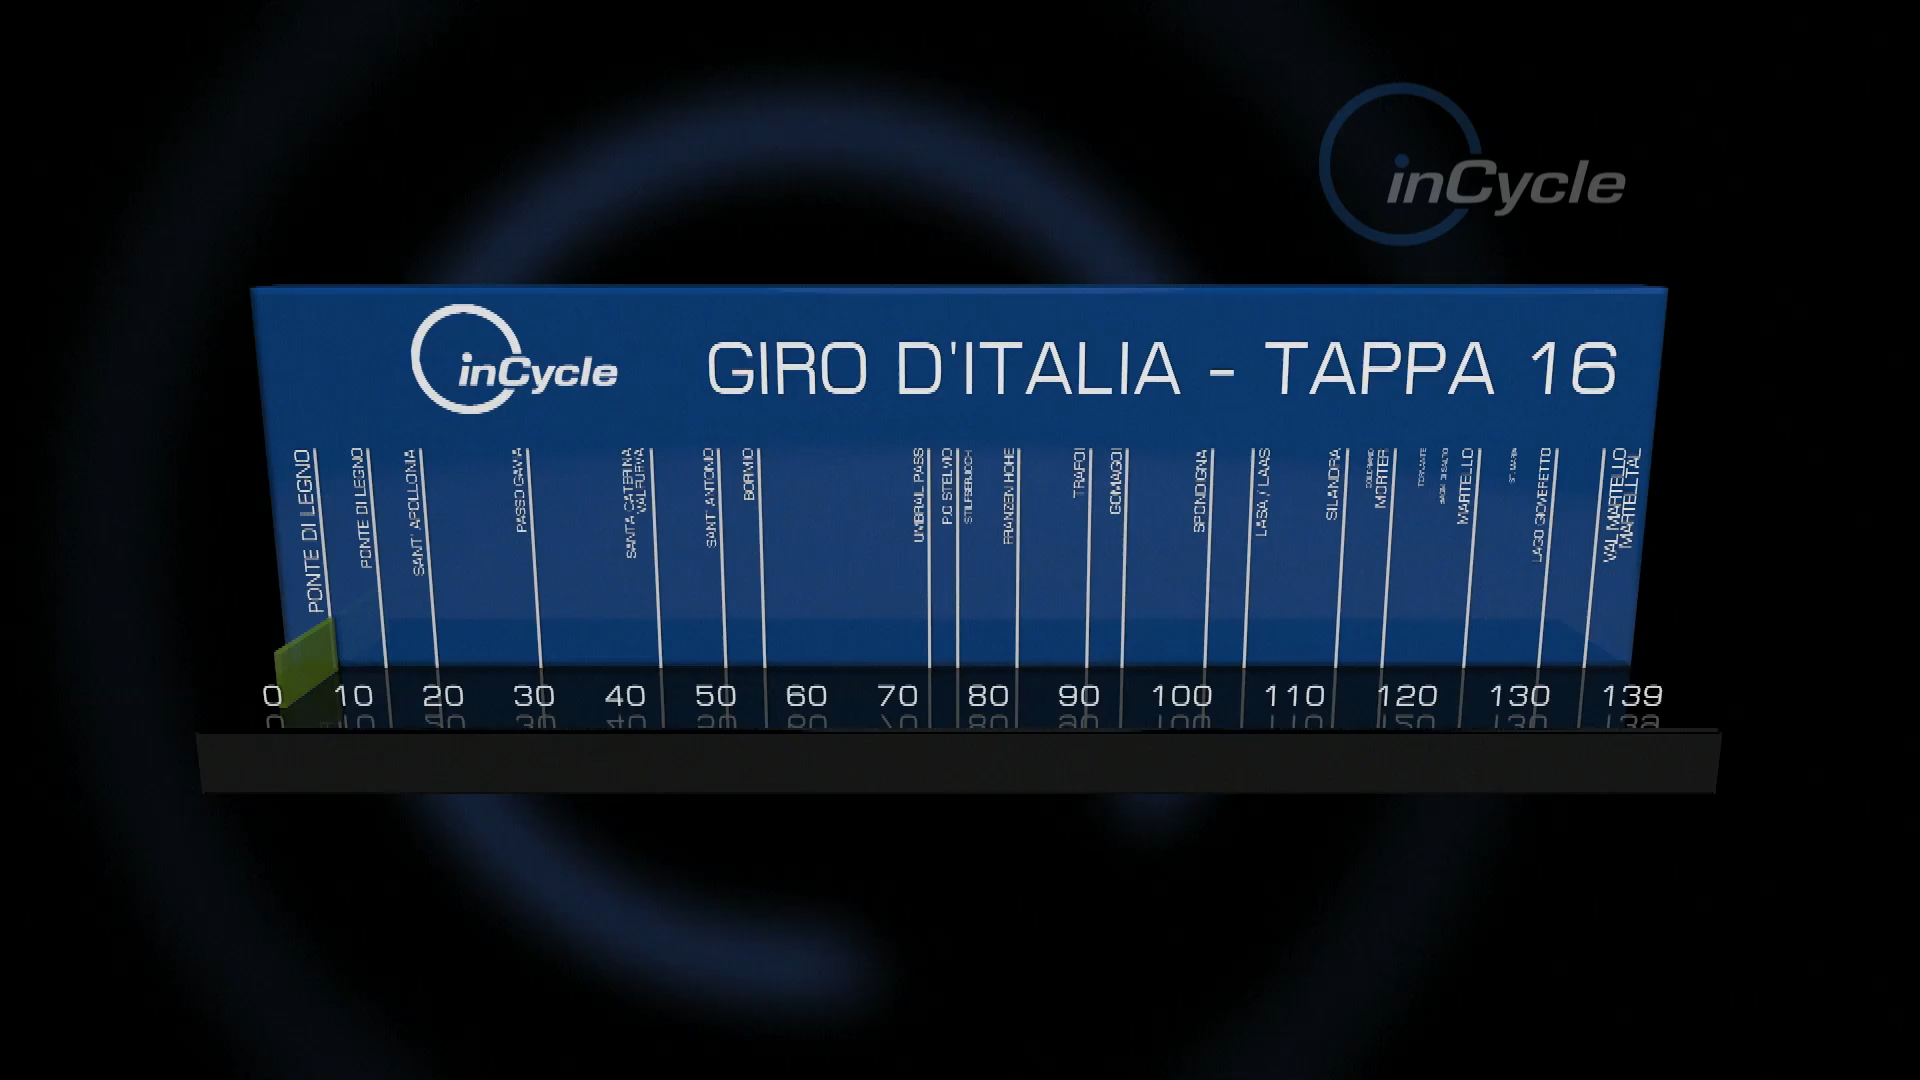 inCycle
inCycle
GIRO D'ITALIA - TAPPA 16
PONTE DI LEGNO
PONTE DI LEGNO
SANT' APOLLONIA
PASSO GAVIA
SANTA CATERINA
VALFURVA
SANT' ANTONIO
BORMIO
UMBRAIL PASS
P.O STELVIO
FRANZENHOHE
TRAFOI
GOMAGOI
SPONDIGNA
LASA / LAAS
SILANDRA
MORTER
MARTELLO
LAGO GIOVERETTO
VAL MARTELLO
MARTELLTAL
0 10 20 30 40 50 60 70 80 90 100 110 120 130 139